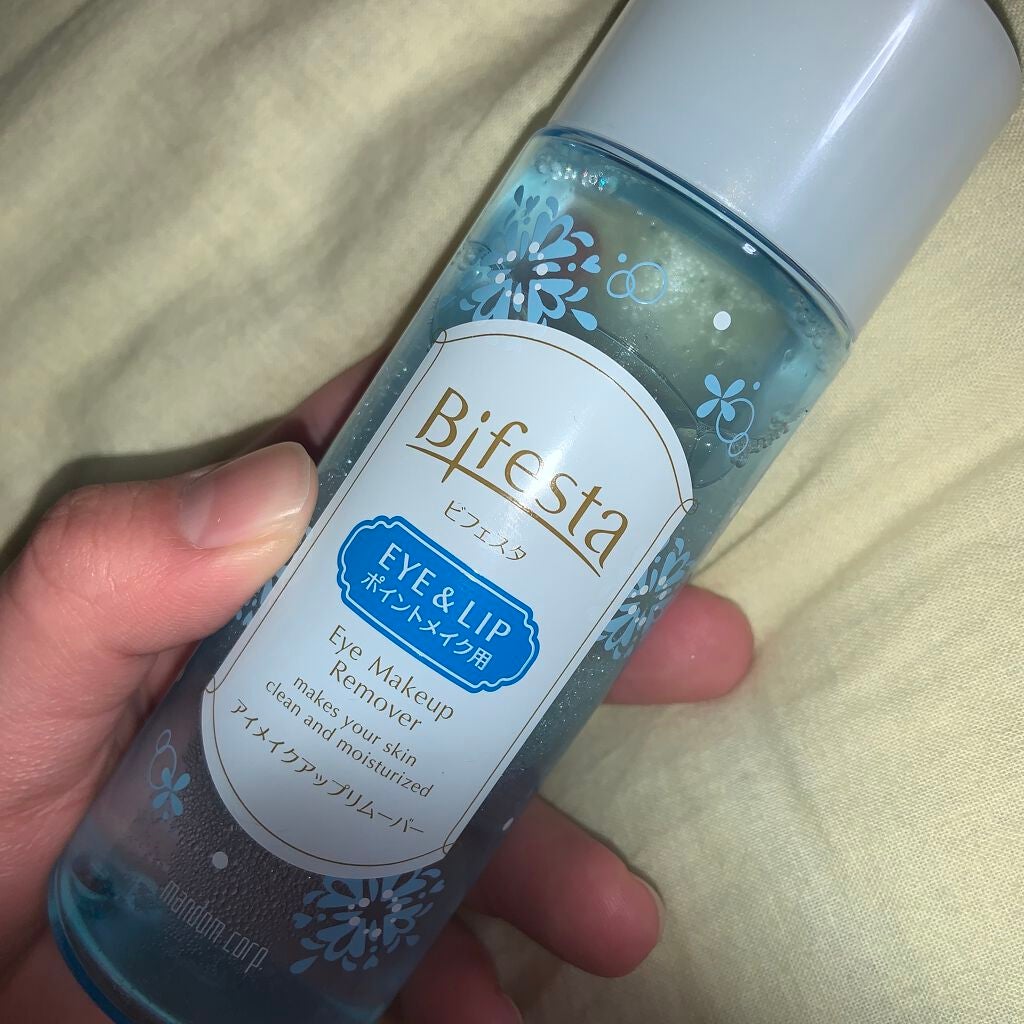 Bifesta
ビフェスタ
EYE & LIP
ポイントメイク用
Eye Makeup
Remover
makes your skin
clean and moisturized
アイメイクアップリムーバー
mandom corp.